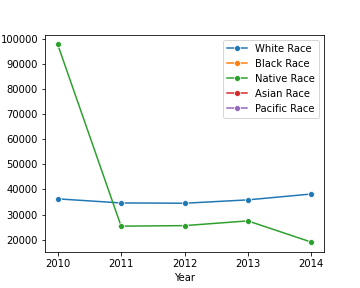 100000
90000
80000
70000
60000
50000
40000
30000
20000
2010
2011
2012
2013
2014
Year
White Race
Black Race
Native Race
Asian Race
Pacific Race